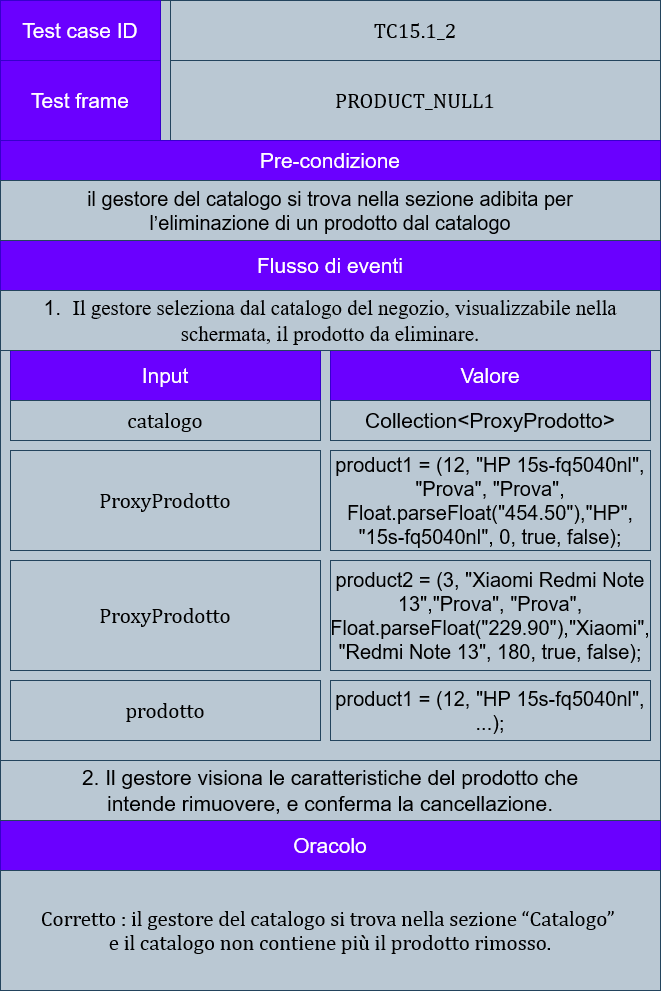 Test case ID
TC15.1_2
Test frame
PRODUCT_NULL1
Pre-condizione
il gestore del catalogo si trova nella sezione adibita per
l'eliminazione di un prodotto dal catalogo
Flusso di eventi
1. Il gestore seleziona dal catalogo del negozio, visualizzabile nella
schermata, il prodotto da eliminare.
Input
Valore
catalogo
Collection<ProxyProdotto>
ProxyProdotto
product1 = (12, "HP 15s-fq5040nl",
"Prova", "Prova",
Float.parseFloat("454.50"),"HP",
"15s-fq5040nl", 0, true, false);
ProxyProdotto
product2 = (3, "Xiaomi Redmi Note
13","Prova", "Prova",
Float.parseFloat("229.90"),"Xiaomi",
"Redmi Note 13", 180, true, false);
prodotto
product1 = (12, "HP 15s-fq5040nl",
...);
2. Il gestore visiona le caratteristiche del prodotto che
intende rimuovere, e conferma la cancellazione.
Oracolo
Corretto : il gestore del catalogo si trova nella sezione “Catalogo”
e il catalogo non contiene più il prodotto rimosso.